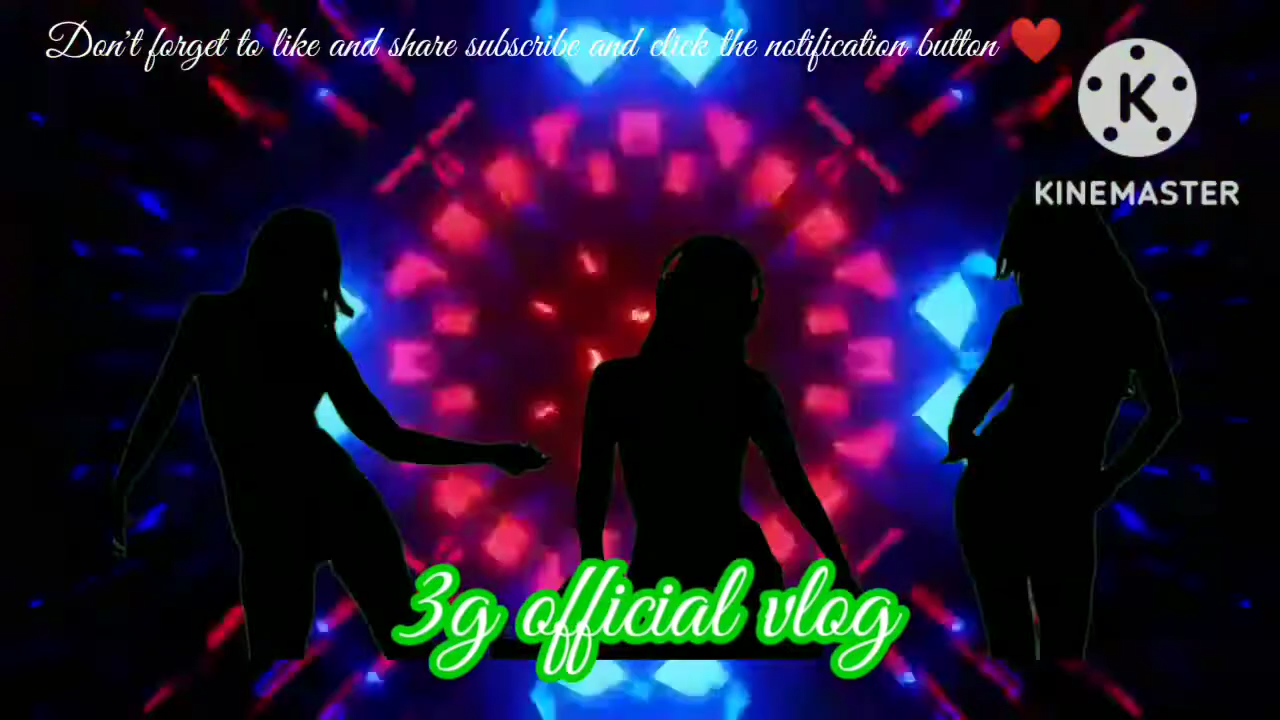 Don't forget to like and share subscribe and click the notification button ❤️
K
KINEMASTER
3g official vlog